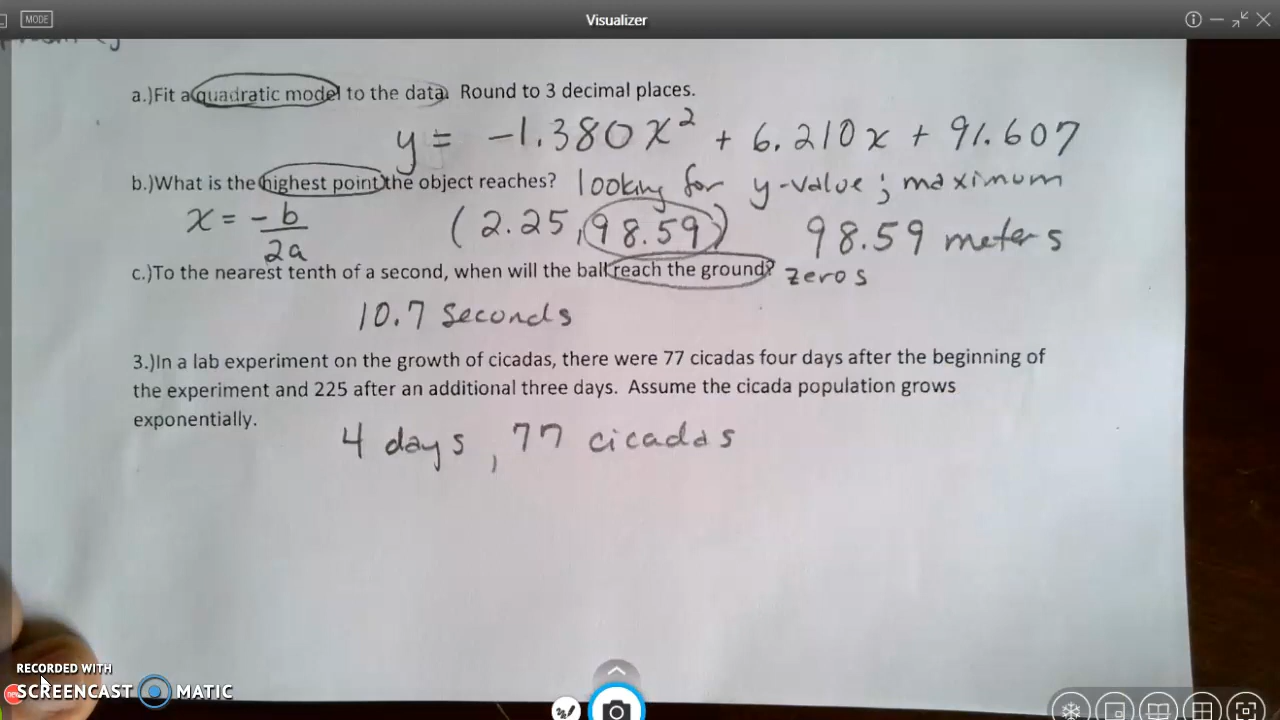 MODE
Visualizer
a.)Fit a quadratic model to the data. Round to 3 decimal places.
y = -1.380x² + 6.210x + 91.607
b.)What is the highest point the object reaches? looking for y-value; maximum
x = -b/2a (2.25, 98.59) 98.59 meters
c.)To the nearest tenth of a second, when will the ball reach the ground? zeros
10.7 seconds
3.)In a lab experiment on the growth of cicadas, there were 77 cicadas four days after the beginning of
the experiment and 225 after an additional three days. Assume the cicada population grows
exponentially.
4 days, 77 cicadas
RECORDED WITH
SCREENCAST MATIC